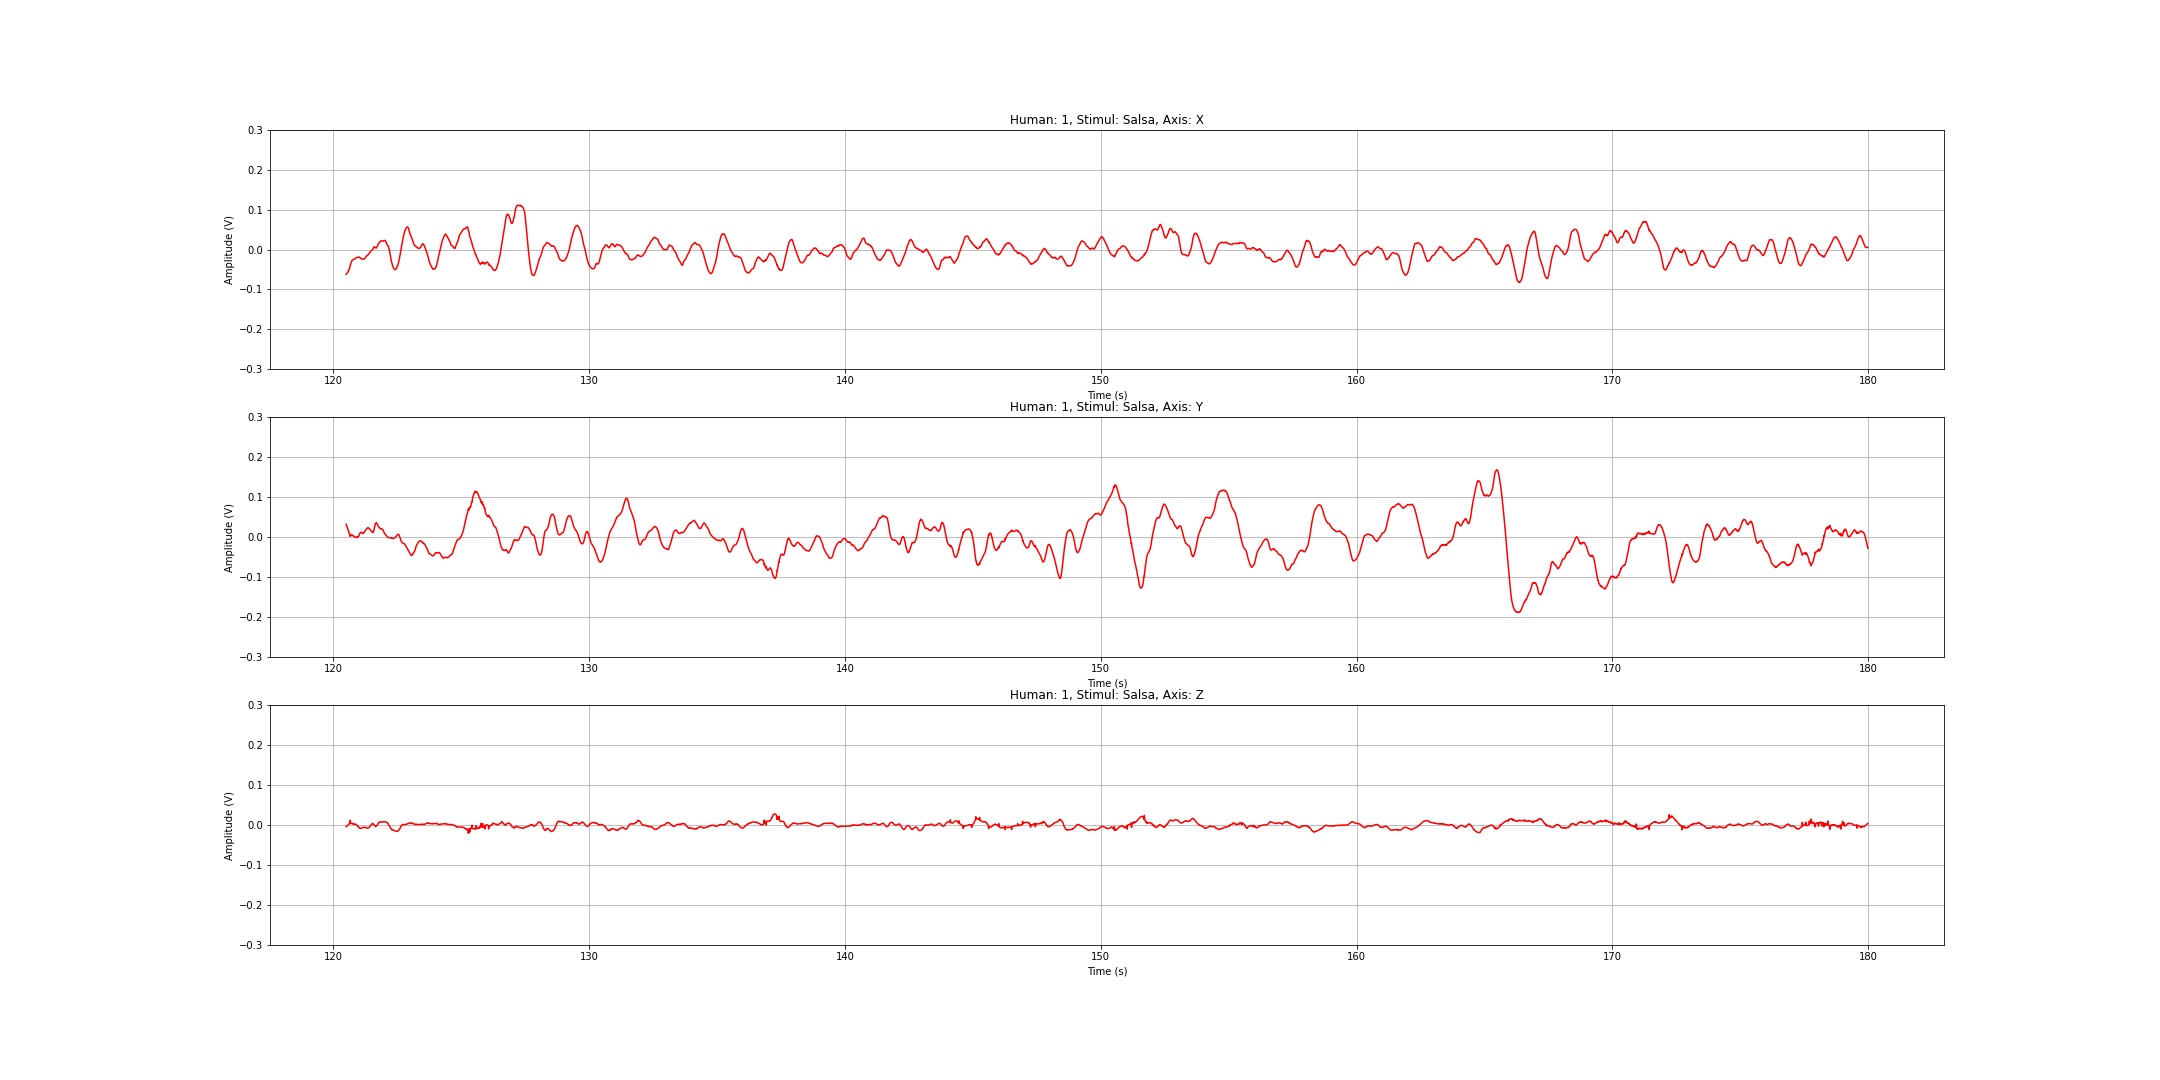 Human: 1, Stimul: Salsa, Axis: X
Amplitude (V)
0.3
0.2
0.1
0.0
−0.1
−0.2
−0.3
120 130 140 150 160 170 180
Time (s)
Human: 1, Stimul: Salsa, Axis: Y
Amplitude (V)
0.3
0.2
0.1
0.0
−0.1
−0.2
−0.3
120 130 140 150 160 170 180
Time (s)
Human: 1, Stimul: Salsa, Axis: Z
Amplitude (V)
0.3
0.2
0.1
0.0
−0.1
−0.2
−0.3
120 130 140 150 160 170 180
Time (s)